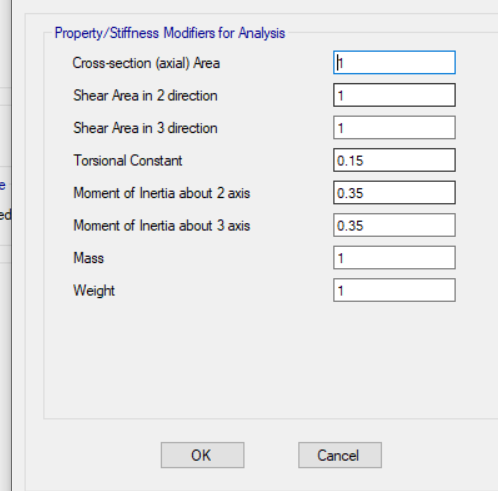 Property/Stiffness Modifiers for Analysis
Cross-section (axial) Area 1
Shear Area in 2 direction 1
Shear Area in 3 direction 1
Torsional Constant 0.15
Moment of Inertia about 2 axis 0.35
Moment of Inertia about 3 axis 0.35
Mass 1
Weight 1
OK Cancel